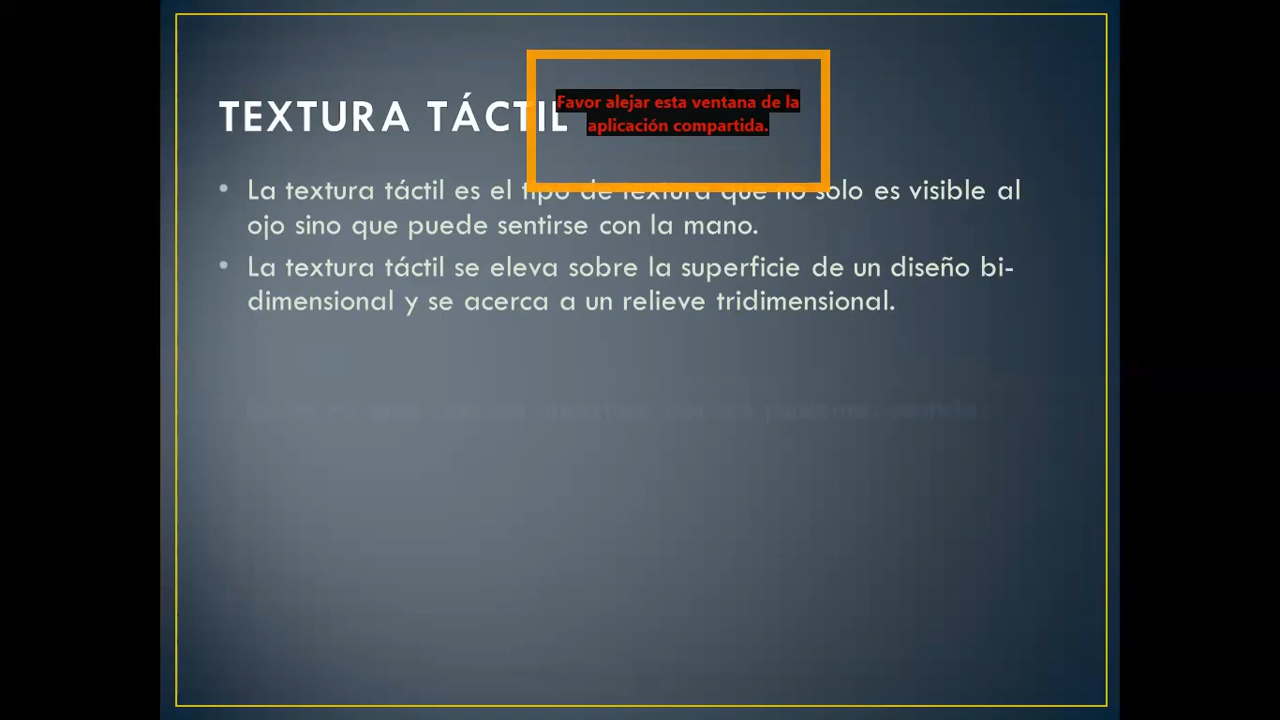 TEXTURA TÁCTIL
Favor alejar esta ventana de la
aplicación compartida.
• La textura táctil es el tipo de textura que no solo es visible al
ojo sino que puede sentirse con la mano.
• La textura táctil se eleva sobre la superficie de un diseño bi-
dimensional y se acerca a un relieve tridimensional.